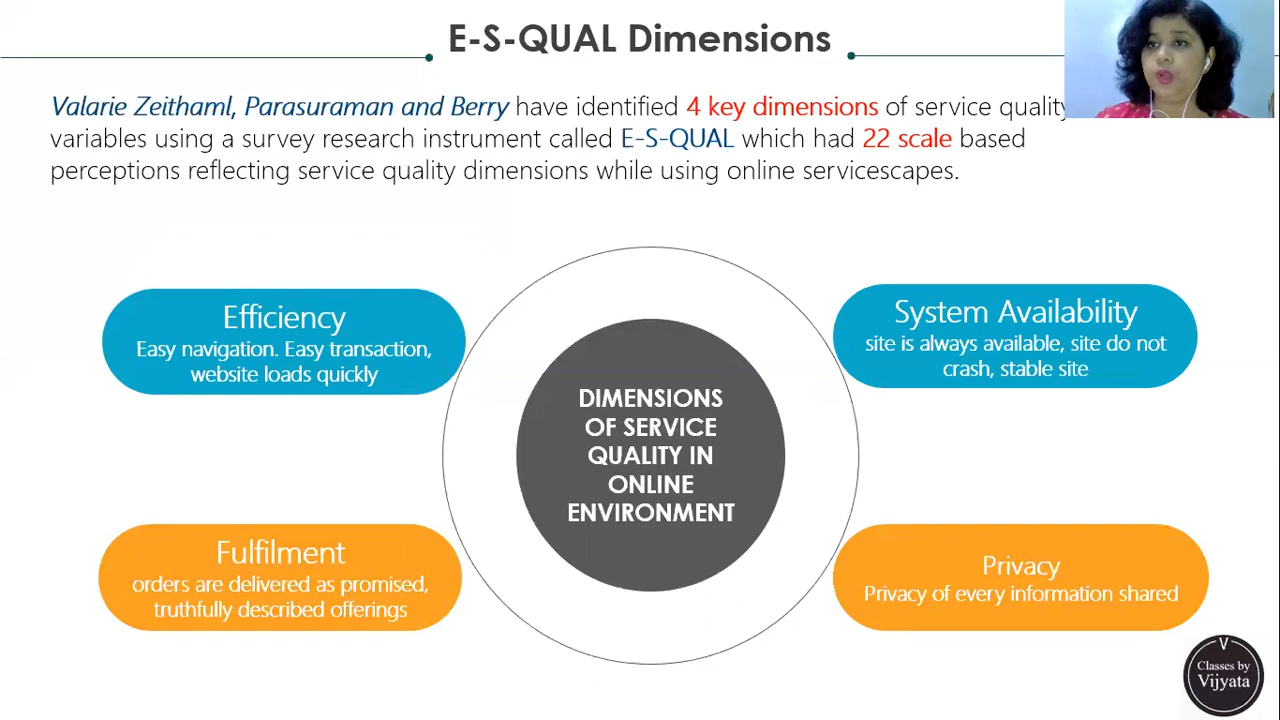 E-S-QUAL Dimensions
Valarie Zeithaml, Parasuraman and Berry have identified 4 key dimensions of service quality
variables using a survey research instrument called E-S-QUAL which had 22 scale based
perceptions reflecting service quality dimensions while using online servicescapes.
Efficiency
Easy navigation. Easy transaction,
website loads quickly
System Availability
site is always available, site do not
crash, stable site
DIMENSIONS
OF SERVICE
QUALITY IN
ONLINE
ENVIRONMENT
Fulfilment
orders are delivered as promised,
truthfully described offerings
Privacy
Privacy of every information shared
V
Classes by
Vijyata